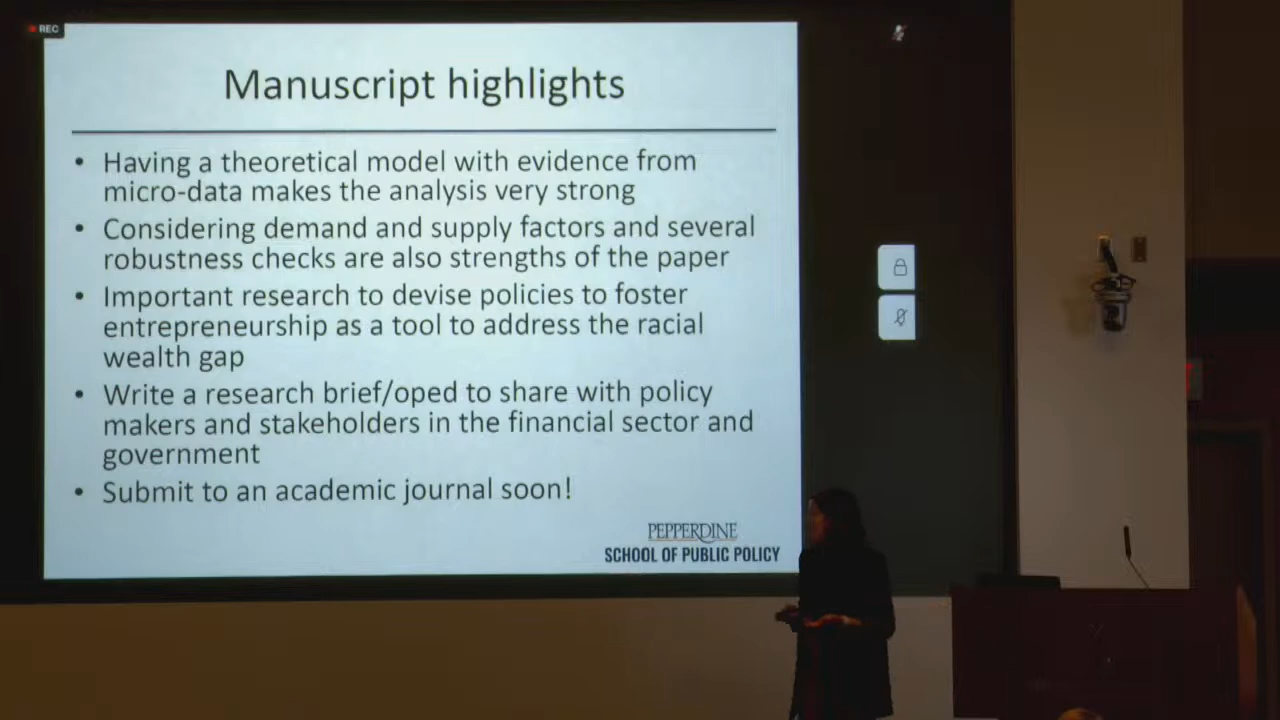 REC
Manuscript highlights
• Having a theoretical model with evidence from
micro-data makes the analysis very strong
• Considering demand and supply factors and several
robustness checks are also strengths of the paper
• Important research to devise policies to foster
entrepreneurship as a tool to address the racial
wealth gap
• Write a research brief/oped to share with policy
makers and stakeholders in the financial sector and
government
• Submit to an academic journal soon!
PEPPERDINE
SCHOOL OF PUBLIC POLICY